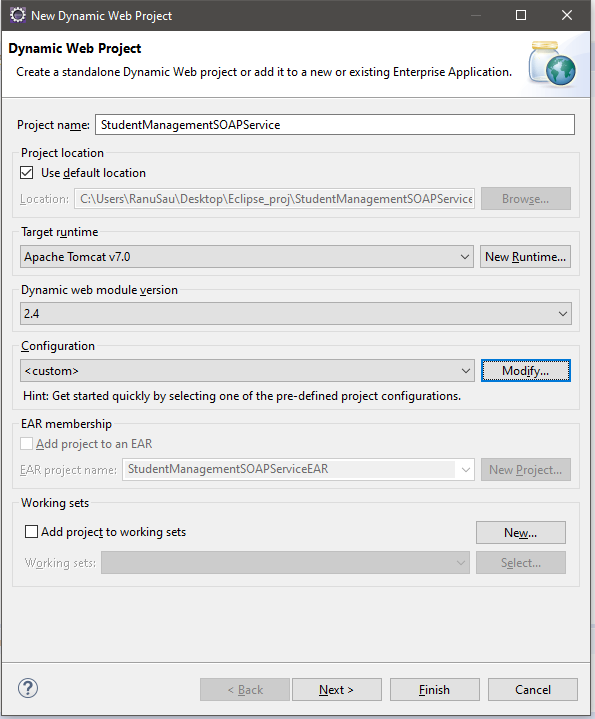 New Dynamic Web Project
Dynamic Web Project
Create a standalone Dynamic Web project or add it to a new or existing Enterprise Application.
Project name: StudentManagementSOAPService
Project location
Use default location
Location: C:\Users\RanuSau\Desktop\Eclipse_proj\StudentManagementSOAPService Browse...
Target runtime
Apache Tomcat v7.0 New Runtime...
Dynamic web module version
2.4
Configuration
<custom> Modify...
Hint: Get started quickly by selecting one of the pre-defined project configurations.
EAR membership
Add project to an EAR
EAR project name: StudentManagementSOAPServiceEAR New Project...
Working sets
Add project to working sets New...
Working sets: Select...
? < Back Next > Finish Cancel